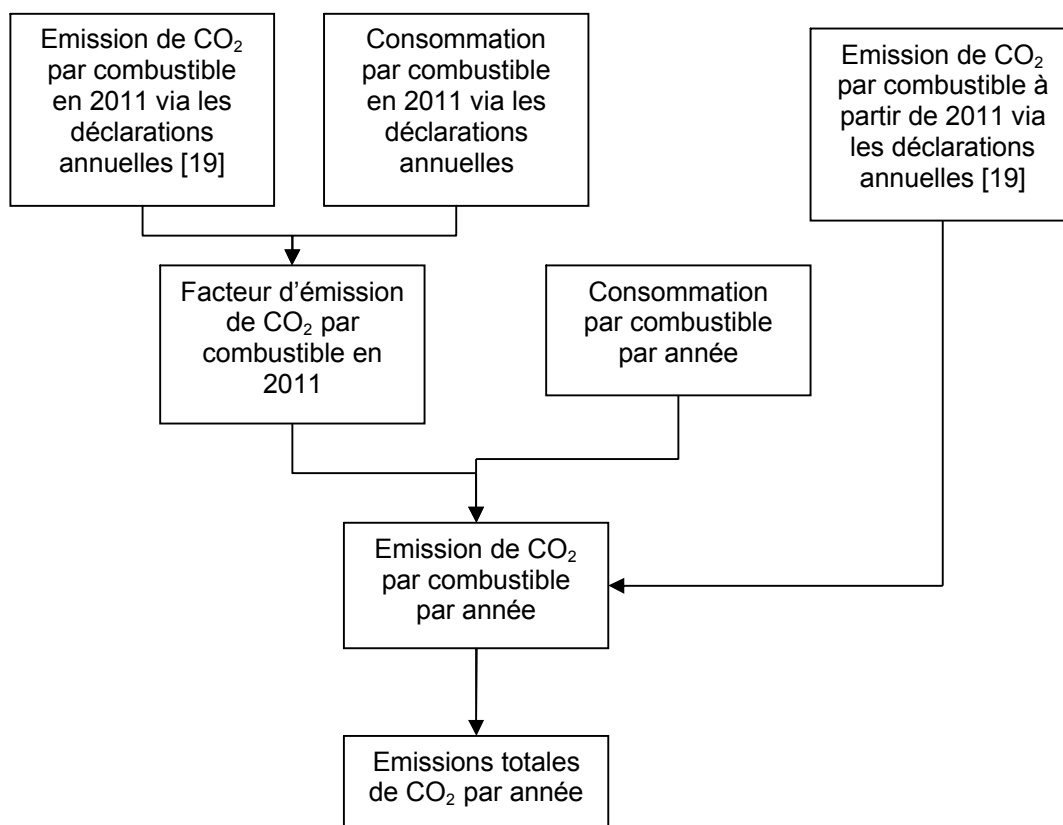 Emission de CO₂
par combustible
en 2011 via les
déclarations
annuelles [19]
Consommation
par combustible
en 2011 via les
déclarations
annuelles
Emission de CO₂
par combustible à
partir de 2011 via
les déclarations
annuelles [19]
Facteur d’émission
de CO₂ par
combustible en
2011
Consommation
par combustible
par année
Emission de CO₂
par combustible
par année
Emissions totales
de CO₂ par année